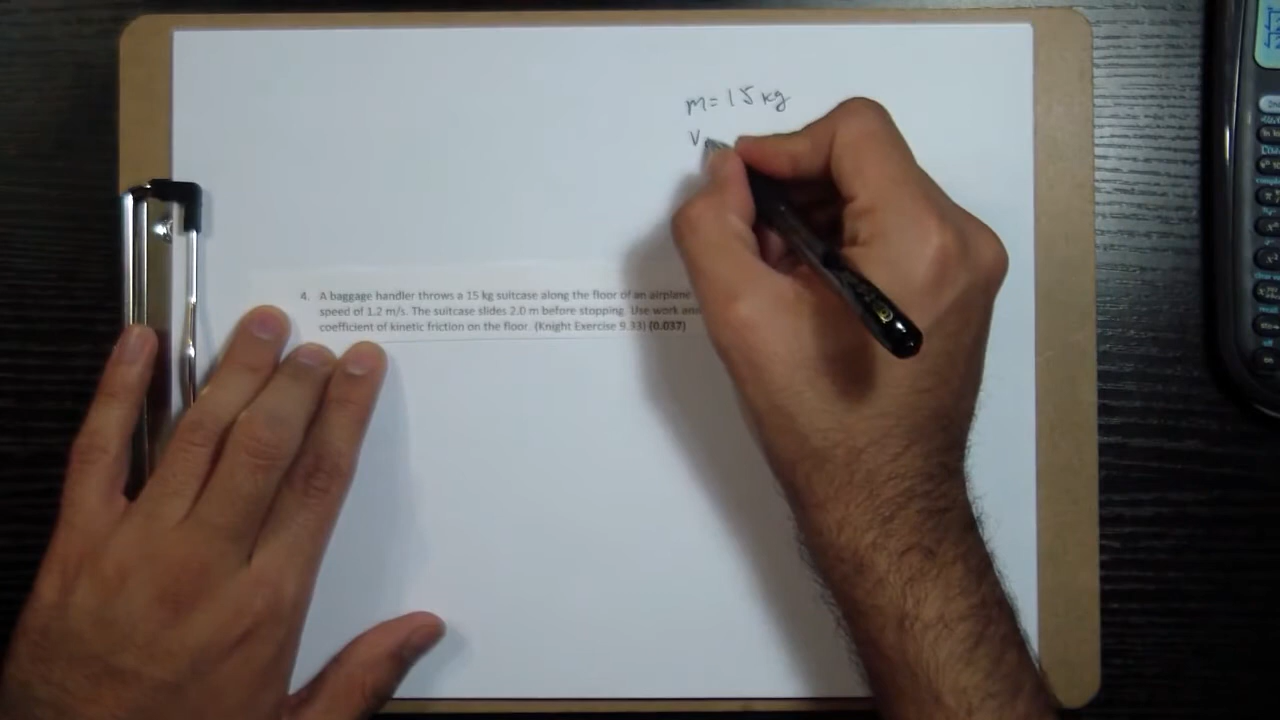 m = 15 kg
v
4. A baggage handler throws a 15 kg suitcase along the floor of an airplane
speed of 1.2 m/s. The suitcase slides 2.0 m before stopping. Use work and
coefficient of kinetic friction on the floor. (Knight Exercise 9.33) (0.037)